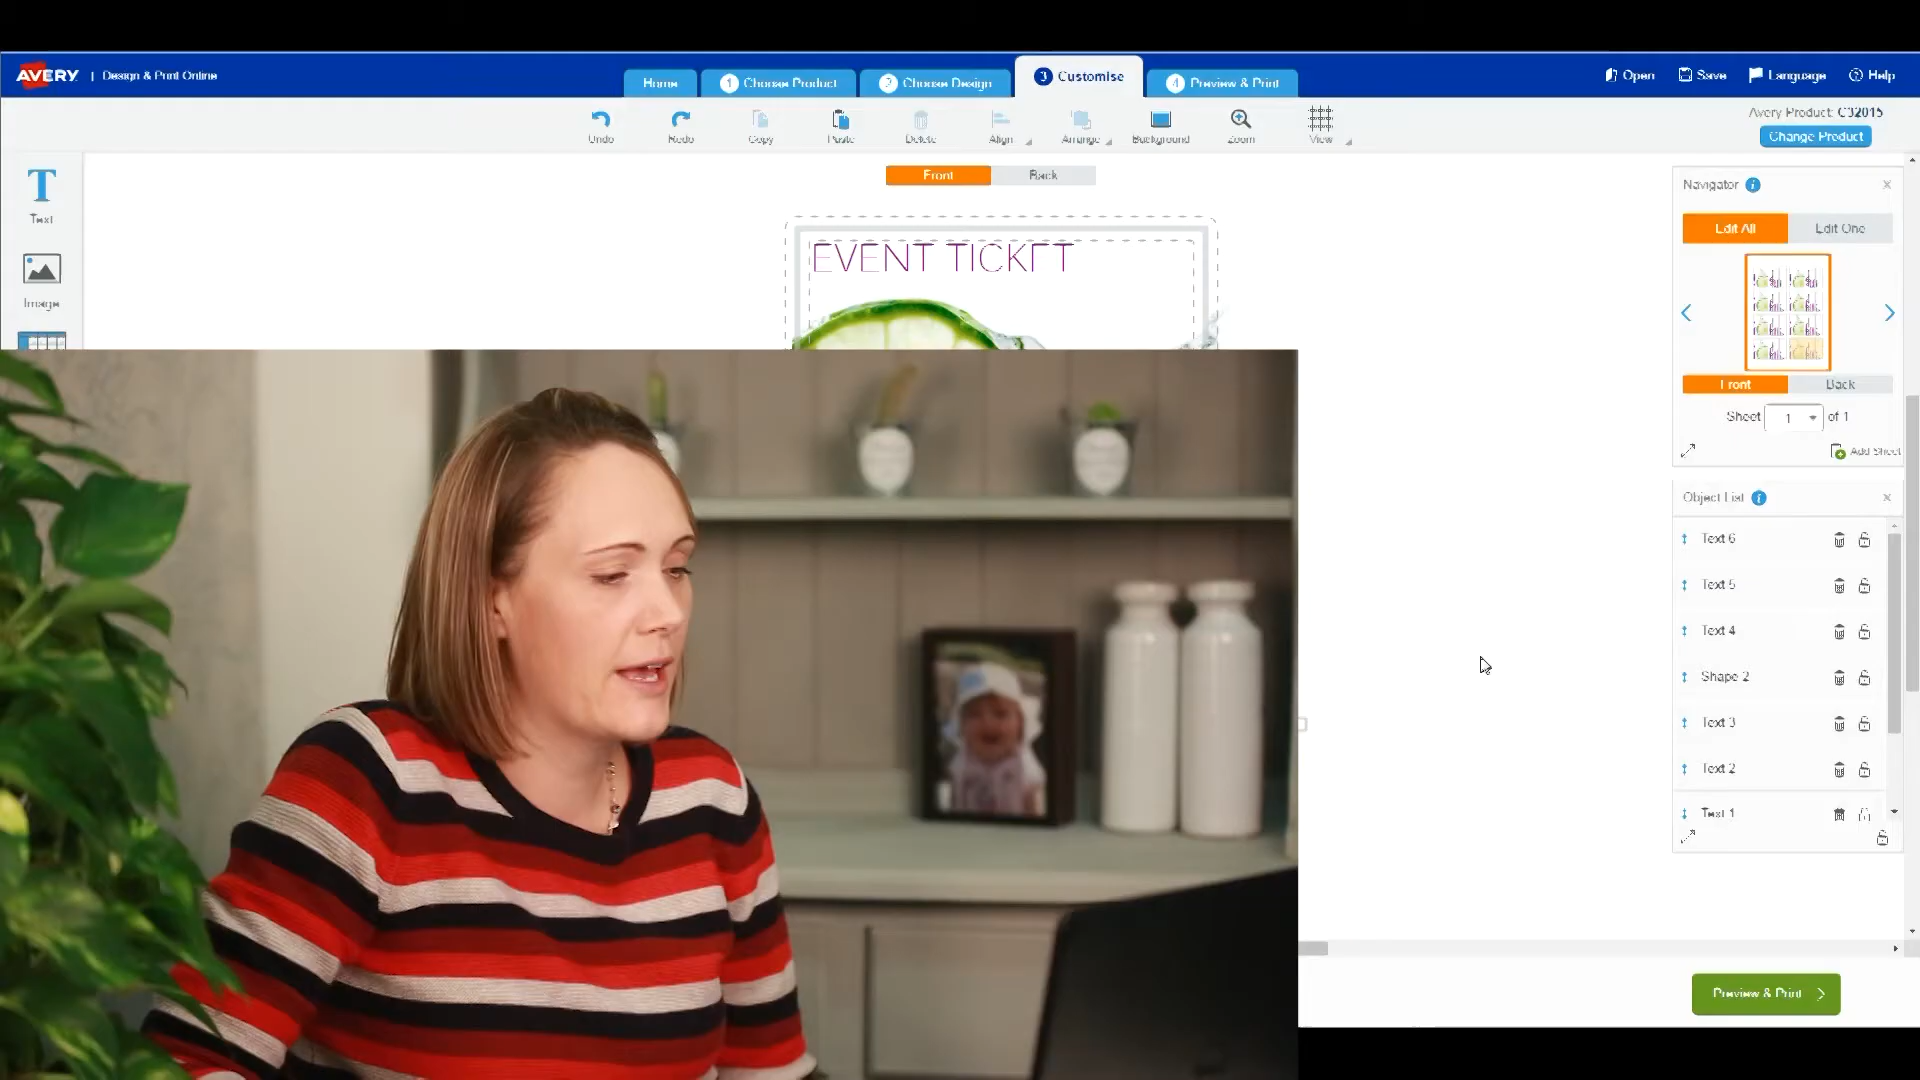 AVERY | Design & Print Online
Home
1 Choose Product
2 Choose Design
3 Customise
4 Preview & Print
Open
Save
Language
Help
Undo
Redo
Copy
Paste
Delete
Align
Arrange
Background
Zoom
View
Avery Product: C32015
Change Product
Text
Image
Front
Back
EVENT TICKET
Navigator
Edit All
Edit One
Front
Back
Sheet 1 of 1
Add Sheet
Object List
Text 6
Text 5
Text 4
Shape 2
Text 3
Text 2
Text 1
Preview & Print